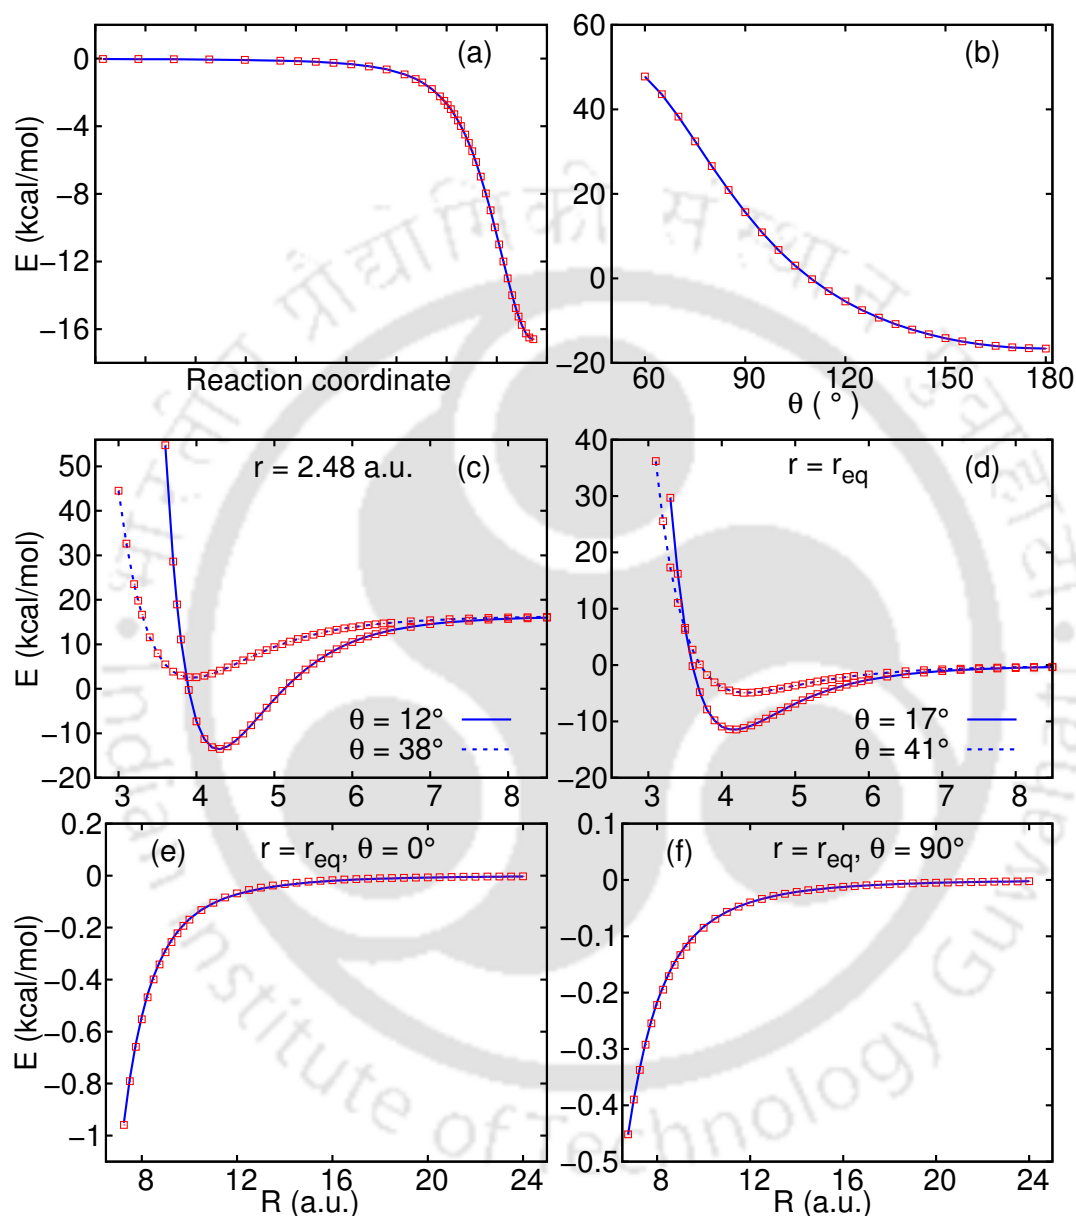 (a)
E (kcal/mol)
0
−4
−8
−12
−16
Reaction coordinate
(b)
60
40
20
0
−20
60 90 120 150 180
θ ( ° )
(c)
r = 2.48 a.u.
E (kcal/mol)
50
40
30
20
10
0
−10
−20
θ = 12°
θ = 38°
3 4 5 6 7 8
(d)
r = r_eq
40
30
20
10
0
−10
−20
θ = 17°
θ = 41°
3 4 5 6 7 8
(e)
r = r_eq, θ = 0°
E (kcal/mol)
0.2
0
−0.2
−0.4
−0.6
−0.8
−1
8 12 16 20 24
R (a.u.)
(f)
r = r_eq, θ = 90°
0.1
0
−0.1
−0.2
−0.3
−0.4
−0.5
8 12 16 20 24
R (a.u.)
Indian Institute of Technology Guwahati